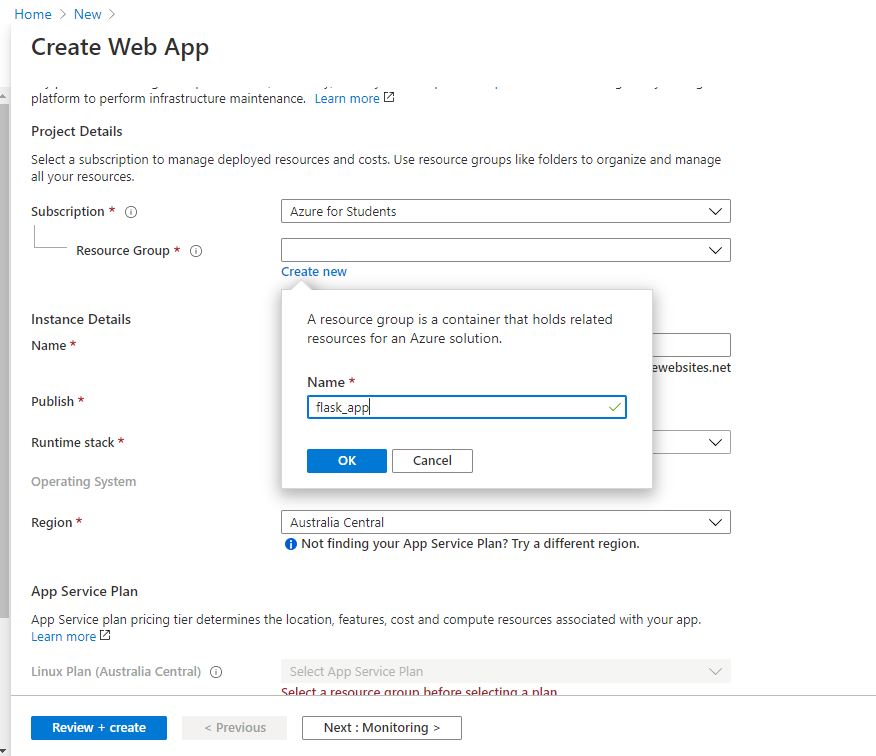 Home > New >
Create Web App
platform to perform infrastructure maintenance. Learn more
Project Details
Select a subscription to manage deployed resources and costs. Use resource groups like folders to organize and manage
all your resources.
Subscription *
Azure for Students
Resource Group *
Create new
A resource group is a container that holds related
resources for an Azure solution.
Name *
flask_app
OK
Cancel
Instance Details
Name *
ewebsites.net
Publish *
Runtime stack *
Operating System
Region *
Australia Central
Not finding your App Service Plan? Try a different region.
App Service Plan
App Service plan pricing tier determines the location, features, cost and compute resources associated with your app.
Learn more
Linux Plan (Australia Central)
Select App Service Plan
Select a resource group before selecting a plan
Review + create
< Previous
Next : Monitoring >